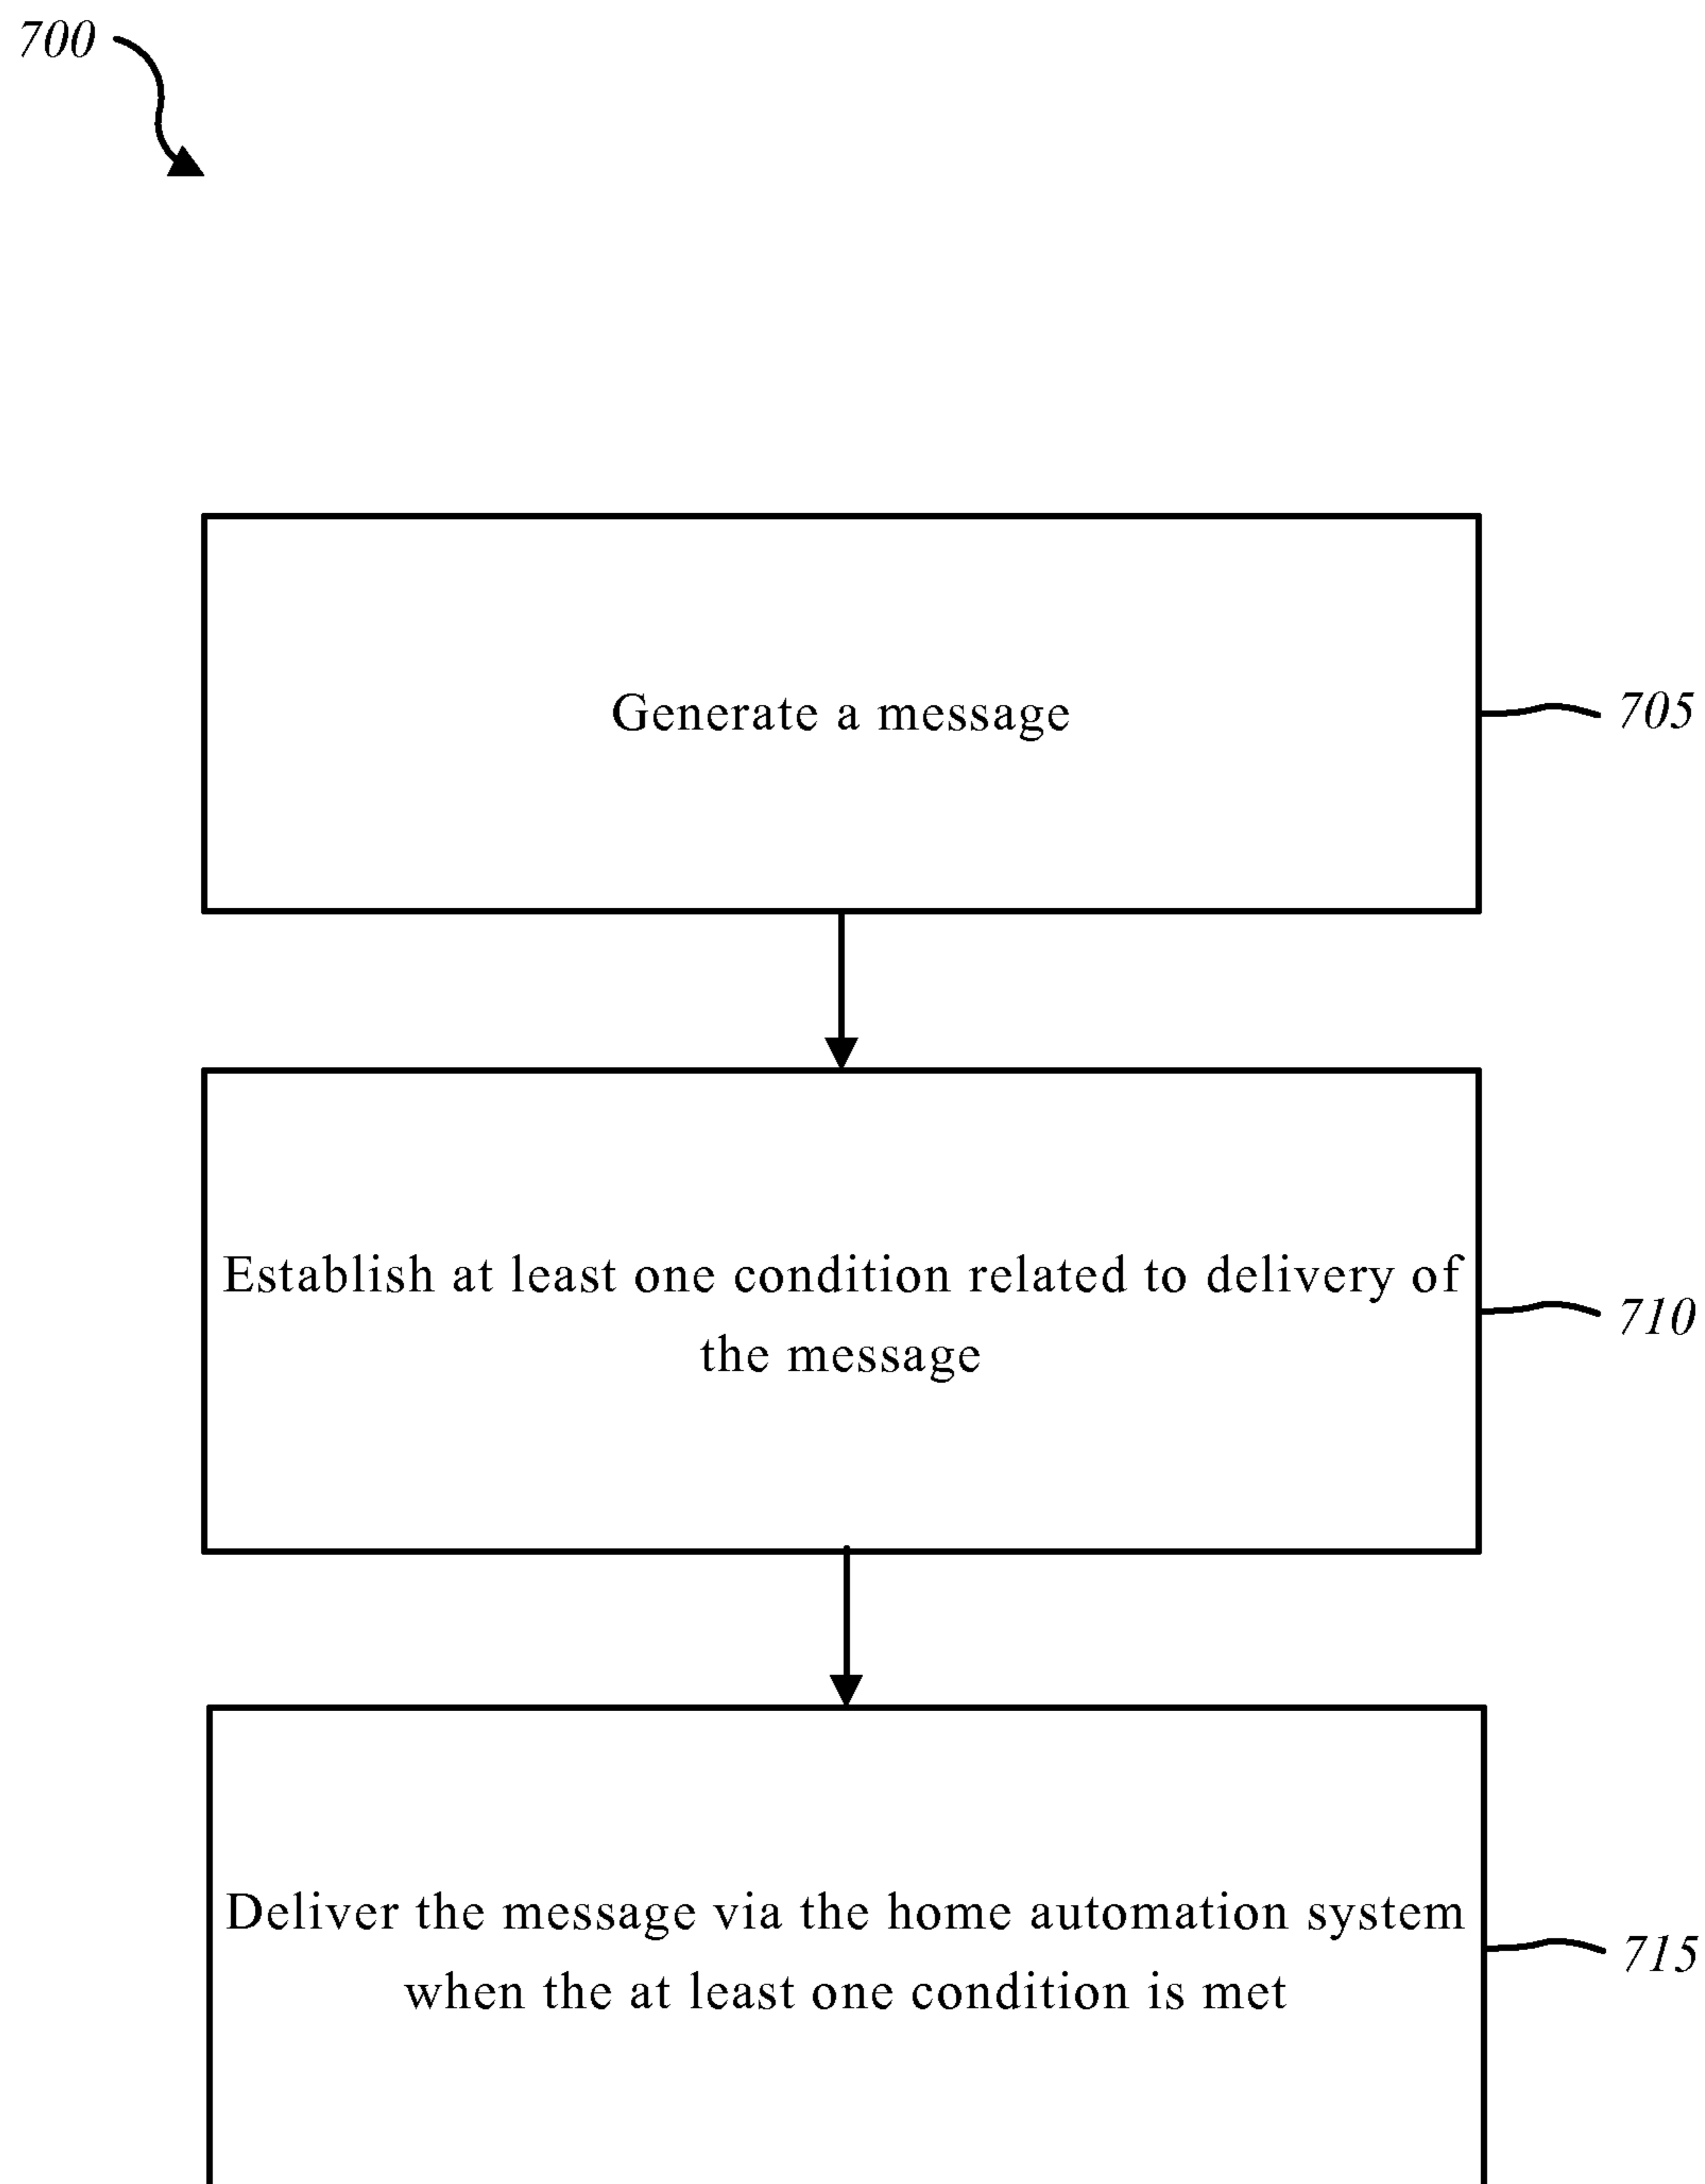 700
Generate a message
705
Establish at least one condition related to delivery of
the message
710
Deliver the message via the home automation system
when the at least one condition is met
715